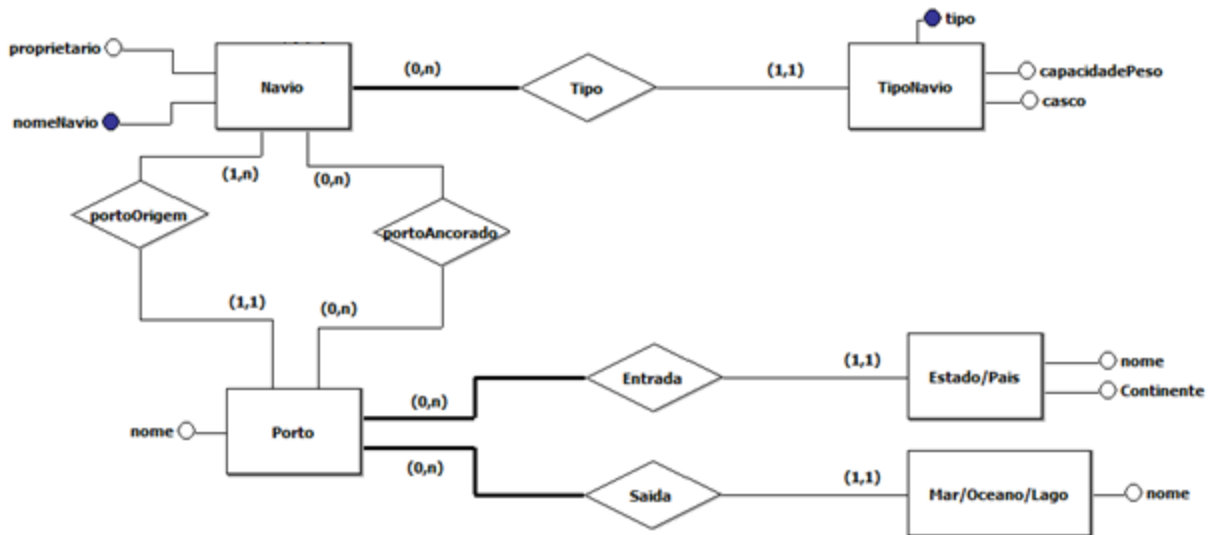 tipo
proprietario
(0,n)
(1,1)
Navio
Tipo
TipoNavio
capacidadePeso
casco
nomeNavio
(1,n)
(0,n)
portoOrigem
portoAncorado
(1,1)
(0,n)
(0,n)
Entrada
(1,1)
Estado/Pais
nome
Continente
nome
Porto
(0,n)
Saida
(1,1)
Mar/Oceano/Lago
nome